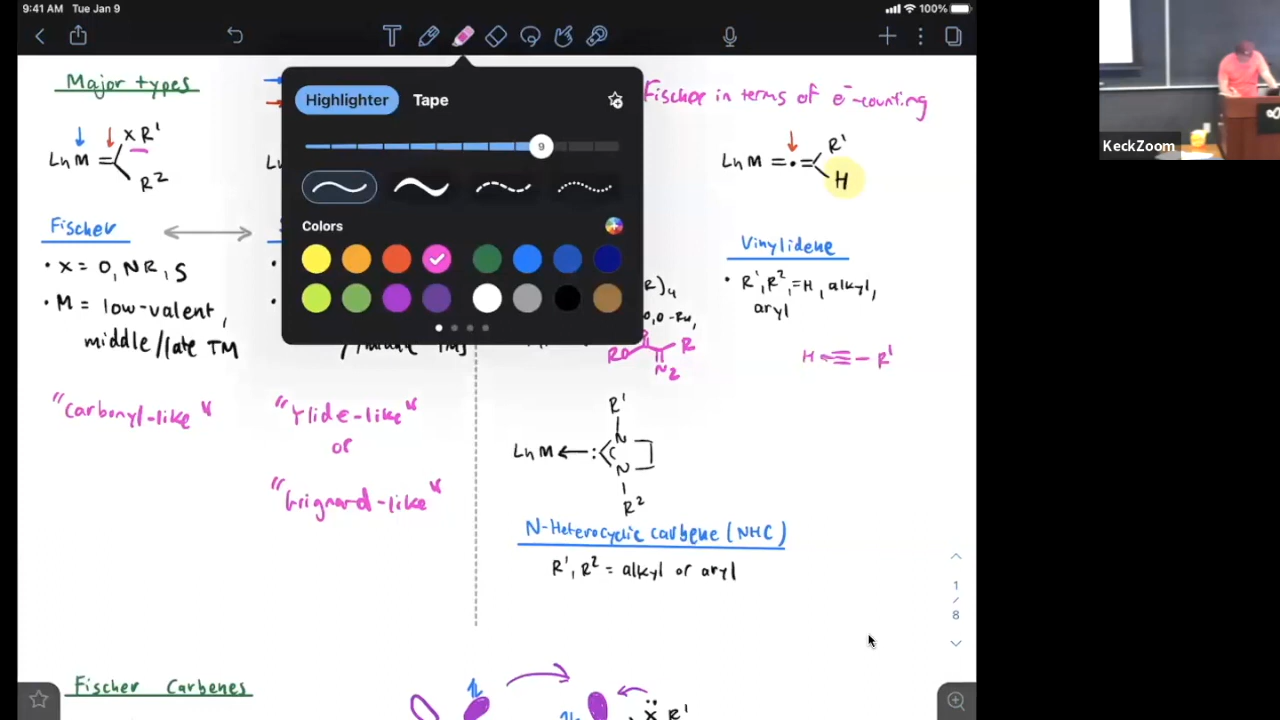 9:41 AM Tue Jan 9
100%
Major types
Fischer in terms of e⁻-counting
Highlighter
Tape
9
Colors
LnM = XR¹
R²
LnM = • = R¹
H
Fischer
• X = O, NR, S
• M = low-valent,
middle/late TM
"Carbonyl-like"
"Ylide-like"
or
"Grignard-like"
RO
R
N2
Vinylidene
• R¹, R², = H, alkyl,
aryl
H-≡-R¹
R¹
N
LnM ← :C
N
R²
N-Heterocyclic carbene (NHC)
R¹, R² = alkyl or aryl
1
/
8
Fischer Carbenes
X R¹
KeckZoom